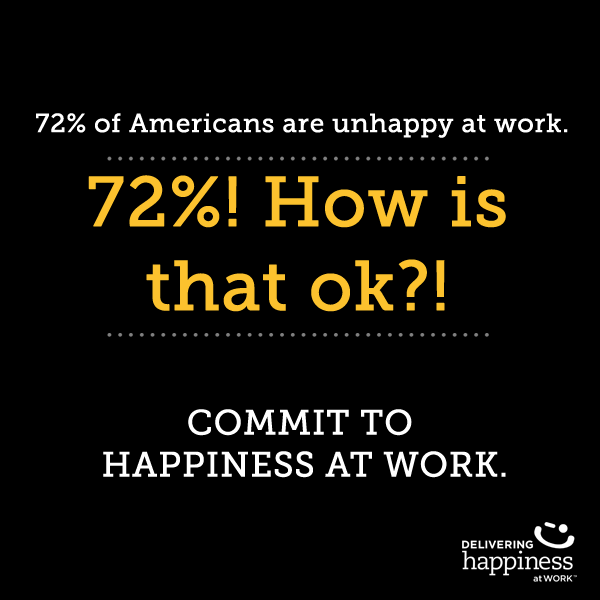 72% of Americans are unhappy at work.
72%! How is
that ok?!
COMMIT TO
HAPPINESS AT WORK.
DELIVERING
happiness
at WORK™